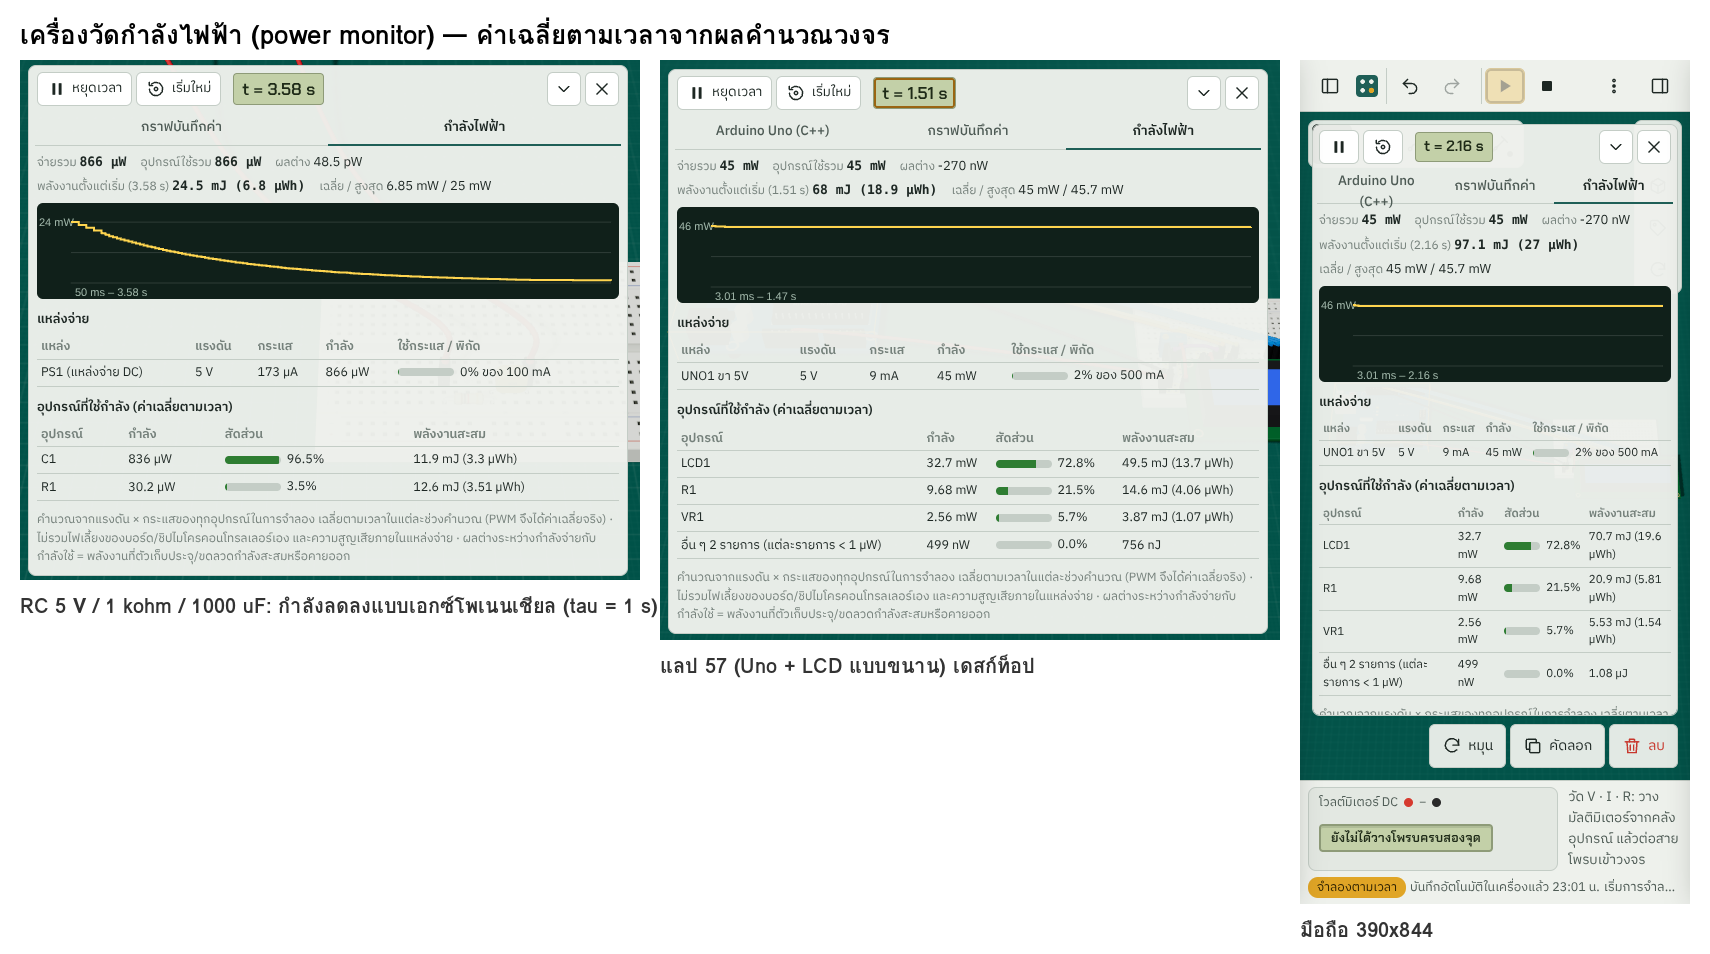 เครื่องวัดกำลังไฟฟ้า (power monitor) — ค่าเฉลี่ยตามเวลาจากผลคำนวณวงจร
หยุดเวลา เริ่มใหม่ t = 3.58 s
กราฟบันทึกค่า กำลังไฟฟ้า
จ่ายรวม 866 µW อุปกรณ์ใช้รวม 866 µW ผลต่าง 48.5 pW
พลังงานตั้งแต่เริ่ม (3.58 s) 24.5 mJ (6.8 µWh) เฉลี่ย / สูงสุด 6.85 mW / 25 mW
24 mW
50 ms – 3.58 s
แหล่งจ่าย
แหล่ง แรงดัน กระแส กำลัง ใช้กระแส / พิกัด
PS1 (แหล่งจ่าย DC) 5 V 173 µA 866 µW 0% ของ 100 mA
อุปกรณ์ที่ใช้กำลัง (ค่าเฉลี่ยตามเวลา)
อุปกรณ์ กำลัง สัดส่วน พลังงานสะสม
C1 836 µW 96.5% 11.9 mJ (3.3 µWh)
R1 30.2 µW 3.5% 12.6 mJ (3.51 µWh)
คำนวณจากแรงดัน × กระแสของทุกอุปกรณ์ในการจำลอง เฉลี่ยตามเวลาในแต่ละช่วงคำนวณ (PWM จึงได้ค่าเฉลี่ยจริง) ·
ไม่รวมไฟเลี้ยงของบอร์ด/ชิปไมโครคอนโทรลเลอร์เอง และความสูญเสียภายในแหล่งจ่าย · ผลต่างระหว่างกำลังจ่ายกับ
กำลังใช้ = พลังงานที่ตัวเก็บประจุ/ขดลวดกำลังสะสมหรือคายออก
RC 5 V / 1 kohm / 1000 uF: กำลังลดลงแบบเอกซ์โพเนนเชียล (tau = 1 s)
หยุดเวลา เริ่มใหม่ t = 1.51 s
Arduino Uno (C++) กราฟบันทึกค่า กำลังไฟฟ้า
จ่ายรวม 45 mW อุปกรณ์ใช้รวม 45 mW ผลต่าง -270 nW
พลังงานตั้งแต่เริ่ม (1.51 s) 68 mJ (18.9 µWh) เฉลี่ย / สูงสุด 45 mW / 45.7 mW
46 mW
3.01 ms – 1.47 s
แหล่งจ่าย
แหล่ง แรงดัน กระแส กำลัง ใช้กระแส / พิกัด
UNO1 ขา 5V 5 V 9 mA 45 mW 2% ของ 500 mA
อุปกรณ์ที่ใช้กำลัง (ค่าเฉลี่ยตามเวลา)
อุปกรณ์ กำลัง สัดส่วน พลังงานสะสม
LCD1 32.7 mW 72.8% 49.5 mJ (13.7 µWh)
R1 9.68 mW 21.5% 14.6 mJ (4.06 µWh)
VR1 2.56 mW 5.7% 3.87 mJ (1.07 µWh)
อื่น ๆ 2 รายการ (แต่ละรายการ < 1 µW) 499 nW 0.0% 756 nJ
คำนวณจากแรงดัน × กระแสของทุกอุปกรณ์ในการจำลอง เฉลี่ยตามเวลาในแต่ละช่วงคำนวณ (PWM จึงได้ค่าเฉลี่ยจริง) ·
ไม่รวมไฟเลี้ยงของบอร์ด/ชิปไมโครคอนโทรลเลอร์เอง และความสูญเสียภายในแหล่งจ่าย · ผลต่างระหว่างกำลังจ่ายกับ
กำลังใช้ = พลังงานที่ตัวเก็บประจุ/ขดลวดกำลังสะสมหรือคายออก
แลป 57 (Uno + LCD แบบขนาน) เดสก์ท็อป
t = 2.16 s
Arduino Uno
(C++) กราฟบันทึกค่า กำลังไฟฟ้า
จ่ายรวม 45 mW อุปกรณ์ใช้รวม 45 mW ผลต่าง -270 nW
พลังงานตั้งแต่เริ่ม (2.16 s) 97.1 mJ (27 µWh)
เฉลี่ย / สูงสุด 45 mW / 45.7 mW
46 mW
3.01 ms – 2.16 s
แหล่งจ่าย
แหล่ง แรงดัน กระแส กำลัง ใช้กระแส / พิกัด
UNO1 ขา 5V 5 V 9 mA 45 mW 2% ของ 500 mA
อุปกรณ์ที่ใช้กำลัง (ค่าเฉลี่ยตามเวลา)
อุปกรณ์ กำลัง สัดส่วน พลังงานสะสม
LCD1 32.7 mW 72.8% 70.7 mJ (19.6 µWh)
R1 9.68 mW 21.5% 20.9 mJ (5.81 µWh)
VR1 2.56 mW 5.7% 5.53 mJ (1.54 µWh)
อื่น ๆ 2 รายการ (แต่ละรายการ < 1 µW) 499 nW 0.0% 1.08 µJ
คำนวณจากแรงดัน × กระแสของทุกอุปกรณ์ในการจำลอง เฉลี่ยตามเวลา
หมุน คัดลอก ลบ
โวลต์มิเตอร์ DC –
ยังไม่ได้วางโพรบครบสองจุด
วัด V · I · R: วาง
มัลติมิเตอร์จากคลัง
อุปกรณ์ แล้วต่อสาย
โพรบเข้าวงจร
จำลองตามเวลา บันทึกอัตโนมัติในเครื่องแล้ว 23:01 น. เริ่มการจำล...
มือถือ 390x844